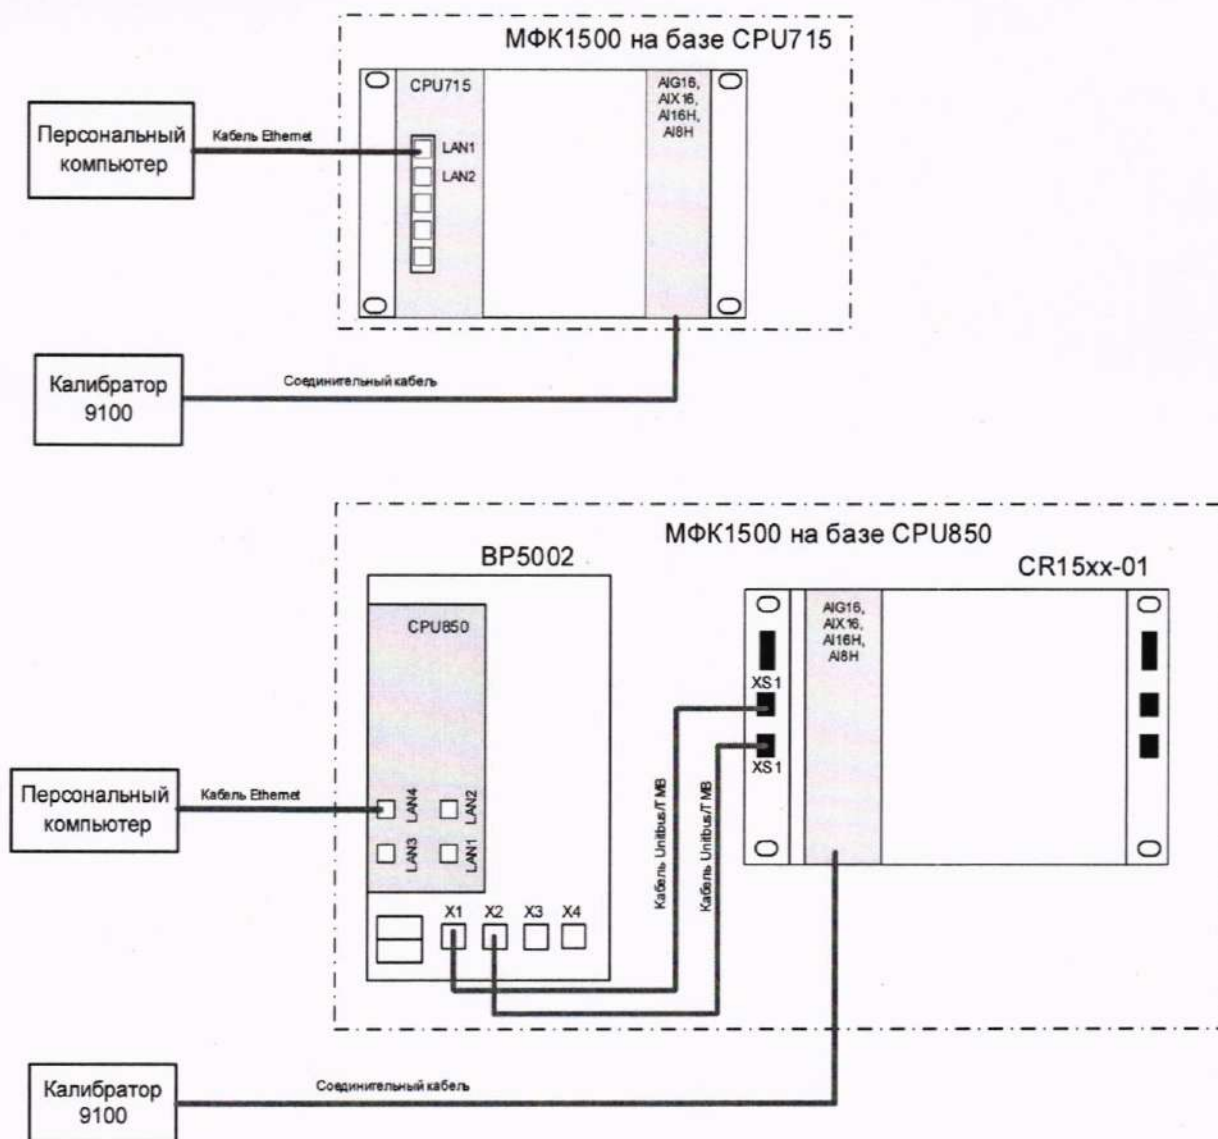 МФК1500 на базе CPU715
CPU715
AIG16,
AIX16,
AI16H,
AI8H
Персональный
компьютер
Кабель Ethernet
LAN1
LAN2
Калибратор
9100
Соединительный кабель
МФК1500 на базе CPU850
BP5002
CR15xx-01
CPU850
AIG16,
AIX16,
AI16H,
AI8H
XS1
XS1
Персональный
компьютер
Кабель Ethernet
LAN4
LAN2
LAN3
LAN1
Кабель Unitbus/TMB
Кабель Unitbus/TMB
X1
X2
X3
X4
Калибратор
9100
Соединительный кабель